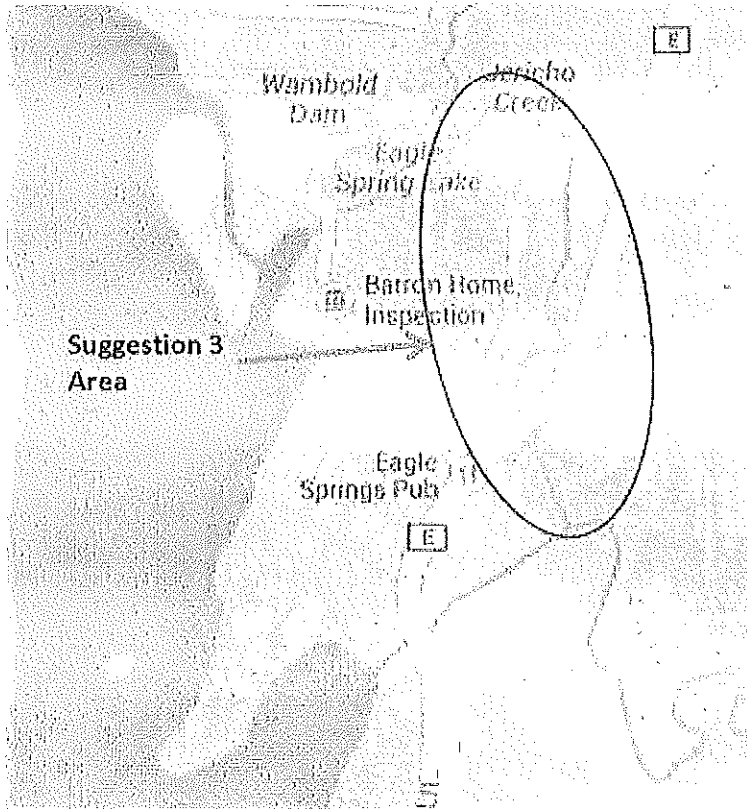 E
Wambold
Dam
Jericho
Creek
Eagle
Spring Lake
Barron Home
Inspection
Suggestion 3
Area
Eagle
Springs Pub
E